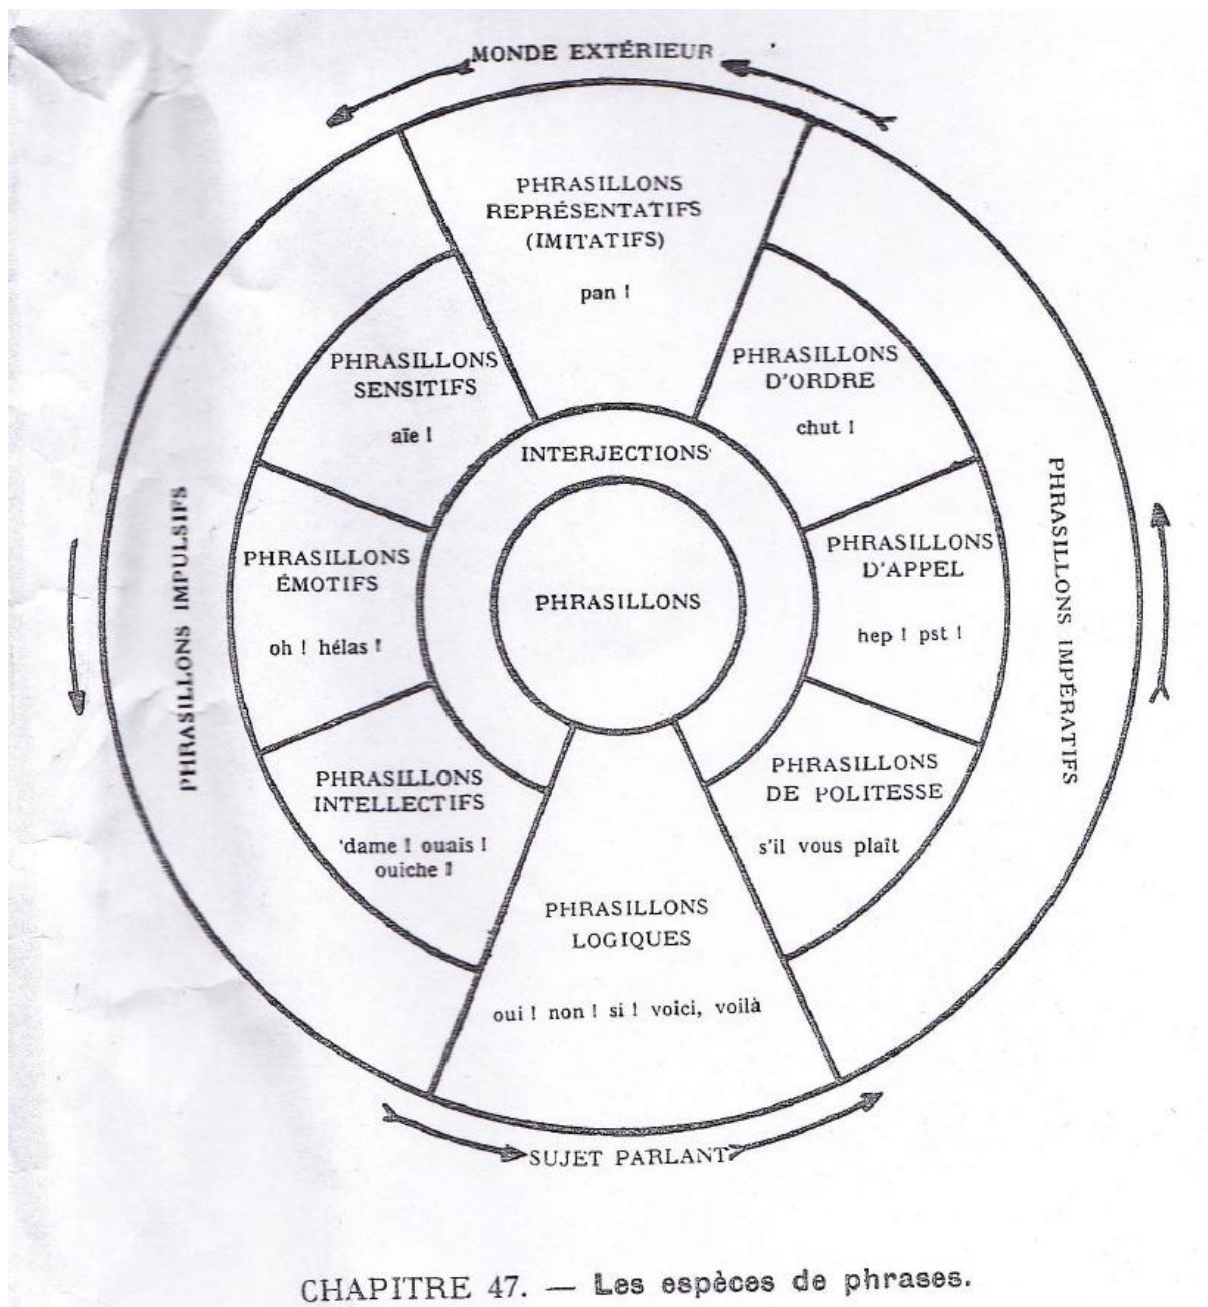 MONDE EXTÉRIEUR
PHRASILLONS
REPRÉSENTATIFS
(IMITATIFS)
pan !
PHRASILLONS
SENSITIFS
aïe !
PHRASILLONS
D'ORDRE
chut !
INTERJECTIONS
PHRASILLONS IMPULSIFS
PHRASILLONS
ÉMOTIFS
oh ! hélas !
PHRASILLONS
PHRASILLONS
D'APPEL
hep ! pst !
PHRASILLONS IMPÉRATIFS
PHRASILLONS
INTELLECTIFS
'dame ! ouais !
ouiche !
PHRASILLONS
DE POLITESSE
s'il vous plaît
PHRASILLONS
LOGIQUES
oui ! non ! si ! voici, voilà
SUJET PARLANT
CHAPITRE 47. — Les espèces de phrases.